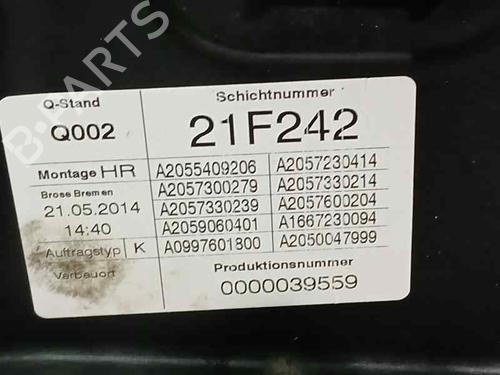 Q-Stand
Q002
Schichtnummer
21F242
Montage HR
Brose Bremen
21.05.2014
14:40
Auftragstyp K
Verbauort
A2055409206 A2057230414
A2057300279 A2057330214
A2057330239 A2057600204
A2059060401 A1667230094
A0997601800 A2050047999
Produktionsnummer
0000039559
B-PARTS